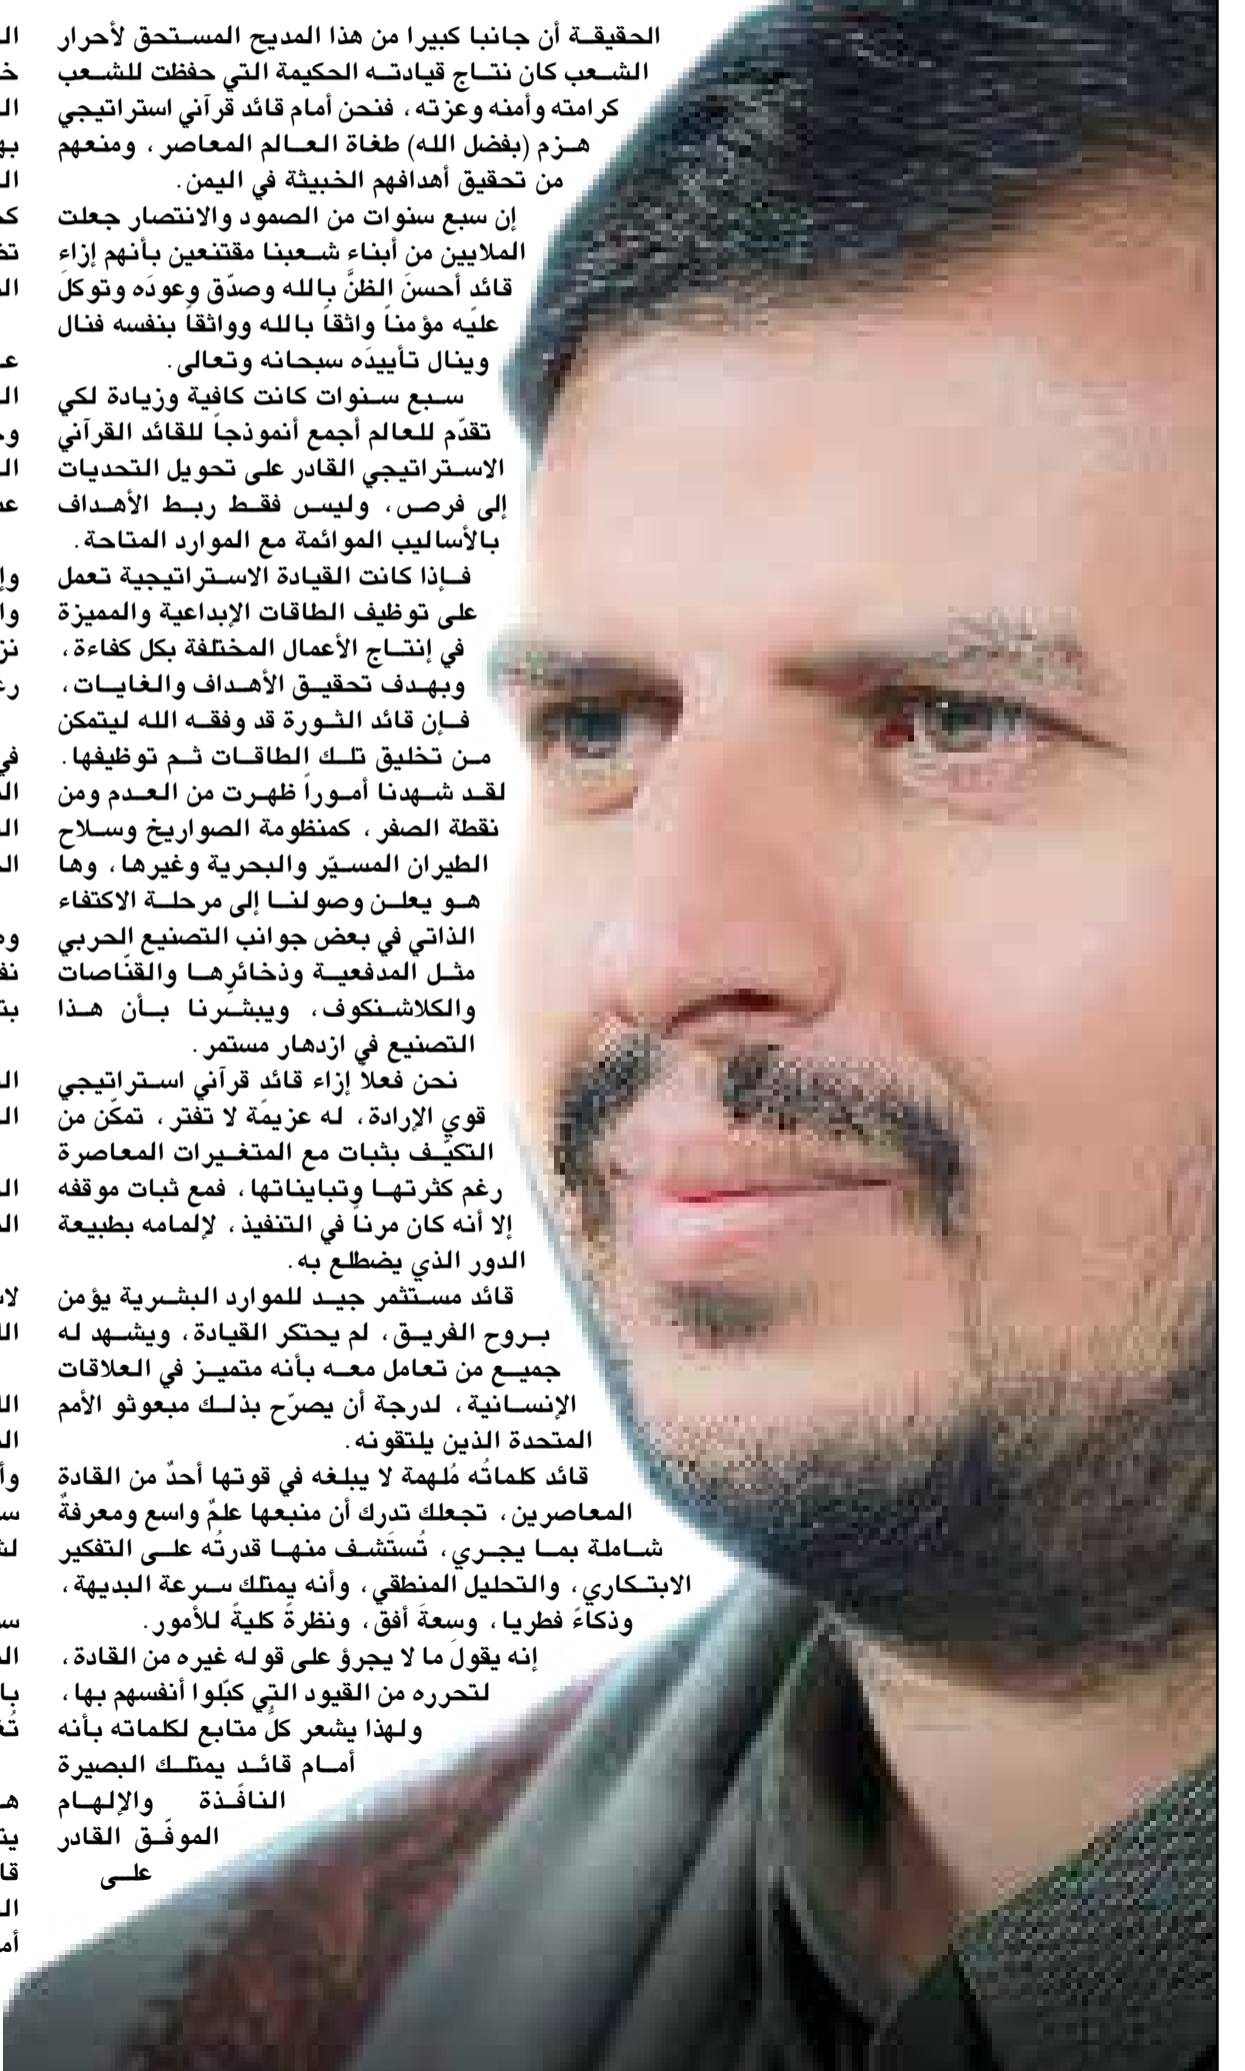 الحقيقة أن جانبا كبيرا من هذا المديح المستحق لأحرار
الشعب كان نتاج قيادته الحكيمة التي حفظت للشعب
كرامته وأمنه وعزته، فنحن أمام قائد قرآني استراتيجي
هزم (بفضل الله) طغاة العالم المعاصر، ومنعهم
من تحقيق أهدافهم الخبيثة في اليمن.
إن سبع سنوات من الصمود والانتصار جعلت
الملايين من أبناء شعبنا مقتنعين بأنهم إزاء
قائدٍ أحسنَ الظنَّ بالله وصدّق وعودَه وتوكلَ
عليه مؤمناً واثقاً بالله وواثقاً بنفسه فنال
وينال تأييدَه سبحانه وتعالى.
سبع سنوات كانت كافية وزيادة لكي
تقدّم للعالم أجمع أنموذجاً للقائد القرآني
الاستراتيجي القادر على تحويل التحديات
إلى فرص، وليس فقط ربط الأهداف
بالأساليب الموائمة مع الموارد المتاحة.
فإذا كانت القيادة الاستراتيجية تعمل
على توظيف الطاقات الإبداعية والمميزة
في إنتاج الأعمال المختلفة بكل كفاءة،
وبهدف تحقيق الأهداف والغايات،
فإن قائد الثورة قد وفقه الله ليتمكن
من تخليق تلك الطاقات ثم توظيفها.
لقد شهدنا أموراً ظهرت من العدم ومن
نقطة الصفر، كمنظومة الصواريخ وسلاح
الطيران المسيّر والبحرية وغيرها، وها
هو يعلن وصولنا إلى مرحلة الاكتفاء
الذاتي في بعض جوانب التصنيع الحربي
مثل المدفعية وذخائرها والقنّاصات
والكلاشنكوف، ويبشّرنا بأن هذا
التصنيع في ازدهار مستمر.
نحن فعلاً إزاء قائدٍ قرآني استراتيجي
قوي الإرادة، له عزيمة لا تفتر، تمكّن من
التكيّف بثبات مع المتغيرات المعاصرة
رغم كثرتها وتبايناتها، فمع ثبات موقفه
إلا أنه كان مرناً في التنفيذ، لإلمامه بطبيعة
الدور الذي يضطلع به.
قائد مستثمر جيد للموارد البشرية يؤمن
بروح الفريق، لم يحتكر القيادة، ويشهد له
جميع من تعامل معه بأنه متميز في العلاقات
الإنسانية، لدرجة أن يصرّح بذلك مبعوثو الأمم
المتحدة الذين يلتقونه.
قائد كلماتُه مُلهمة لا يبلغه في قوتها أحدٌ من القادة
المعاصرين، تجعلك تدرك أن منبعها علمٌ واسع ومعرفةٌ
شاملة بما يجري، تُستَشف منها قدرتُه على التفكير
الابتكاري، والتحليل المنطقي، وأنه يمتلك سرعة البديهة،
وذكاءً فطريا، وسعةَ أفق، ونظرةً كليةً للأمور.
إنه يقولَ ما لا يجرؤ على قوله غيره من القادة،
لتحرره من القيود التي كبّلوا أنفسهم بها،
ولهذا يشعر كلُّ متابع لكلماته بأنه
أمام قائد يمتلك البصيرة
النافذة والإلهام
الموفّق القادر
على